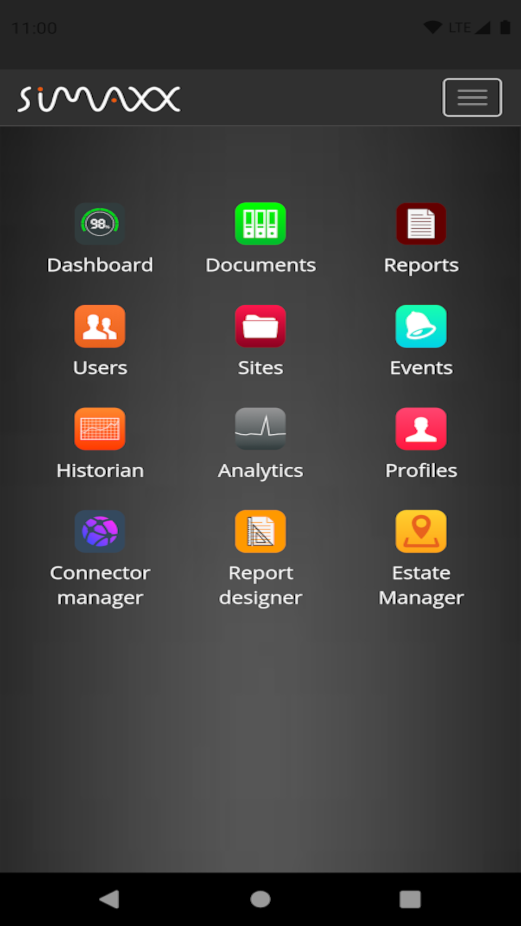 11:00 LTE
SiMAXX
98%
Dashboard Documents Reports
Users Sites Events
Historian Analytics Profiles
Connector Report Estate
manager designer Manager